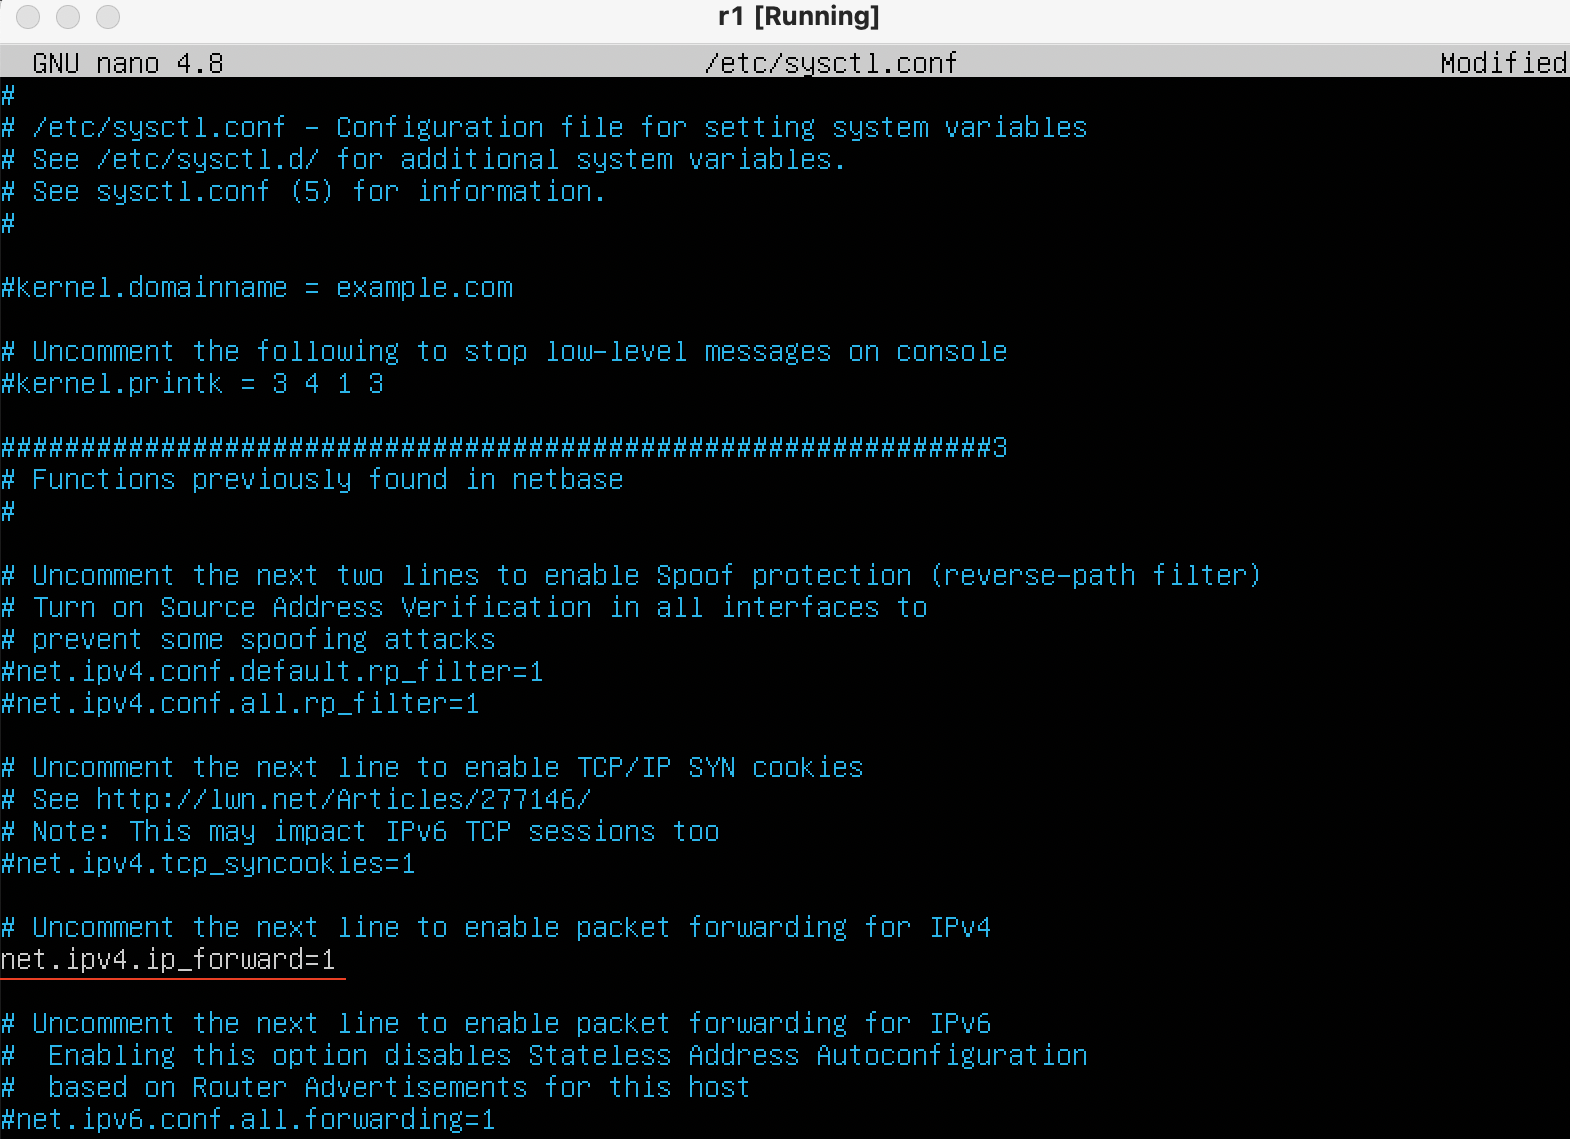 r1 [Running]
GNU nano 4.8 /etc/sysctl.conf Modified
#
# /etc/sysctl.conf - Configuration file for setting system variables
# See /etc/sysctl.d/ for additional system variables.
# See sysctl.conf (5) for information.
#
#kernel.domainname = example.com
# Uncomment the following to stop low-level messages on console
#kernel.printk = 3 4 1 3
##############################################################3
# Functions previously found in netbase
#
# Uncomment the next two lines to enable Spoof protection (reverse-path filter)
# Turn on Source Address Verification in all interfaces to
# prevent some spoofing attacks
#net.ipv4.conf.default.rp_filter=1
#net.ipv4.conf.all.rp_filter=1
# Uncomment the next line to enable TCP/IP SYN cookies
# See http://lwn.net/Articles/277146/
# Note: This may impact IPv6 TCP sessions too
#net.ipv4.tcp_syncookies=1
# Uncomment the next line to enable packet forwarding for IPv4
net.ipv4.ip_forward=1
# Uncomment the next line to enable packet forwarding for IPv6
#  Enabling this option disables Stateless Address Autoconfiguration
#  based on Router Advertisements for this host
#net.ipv6.conf.all.forwarding=1